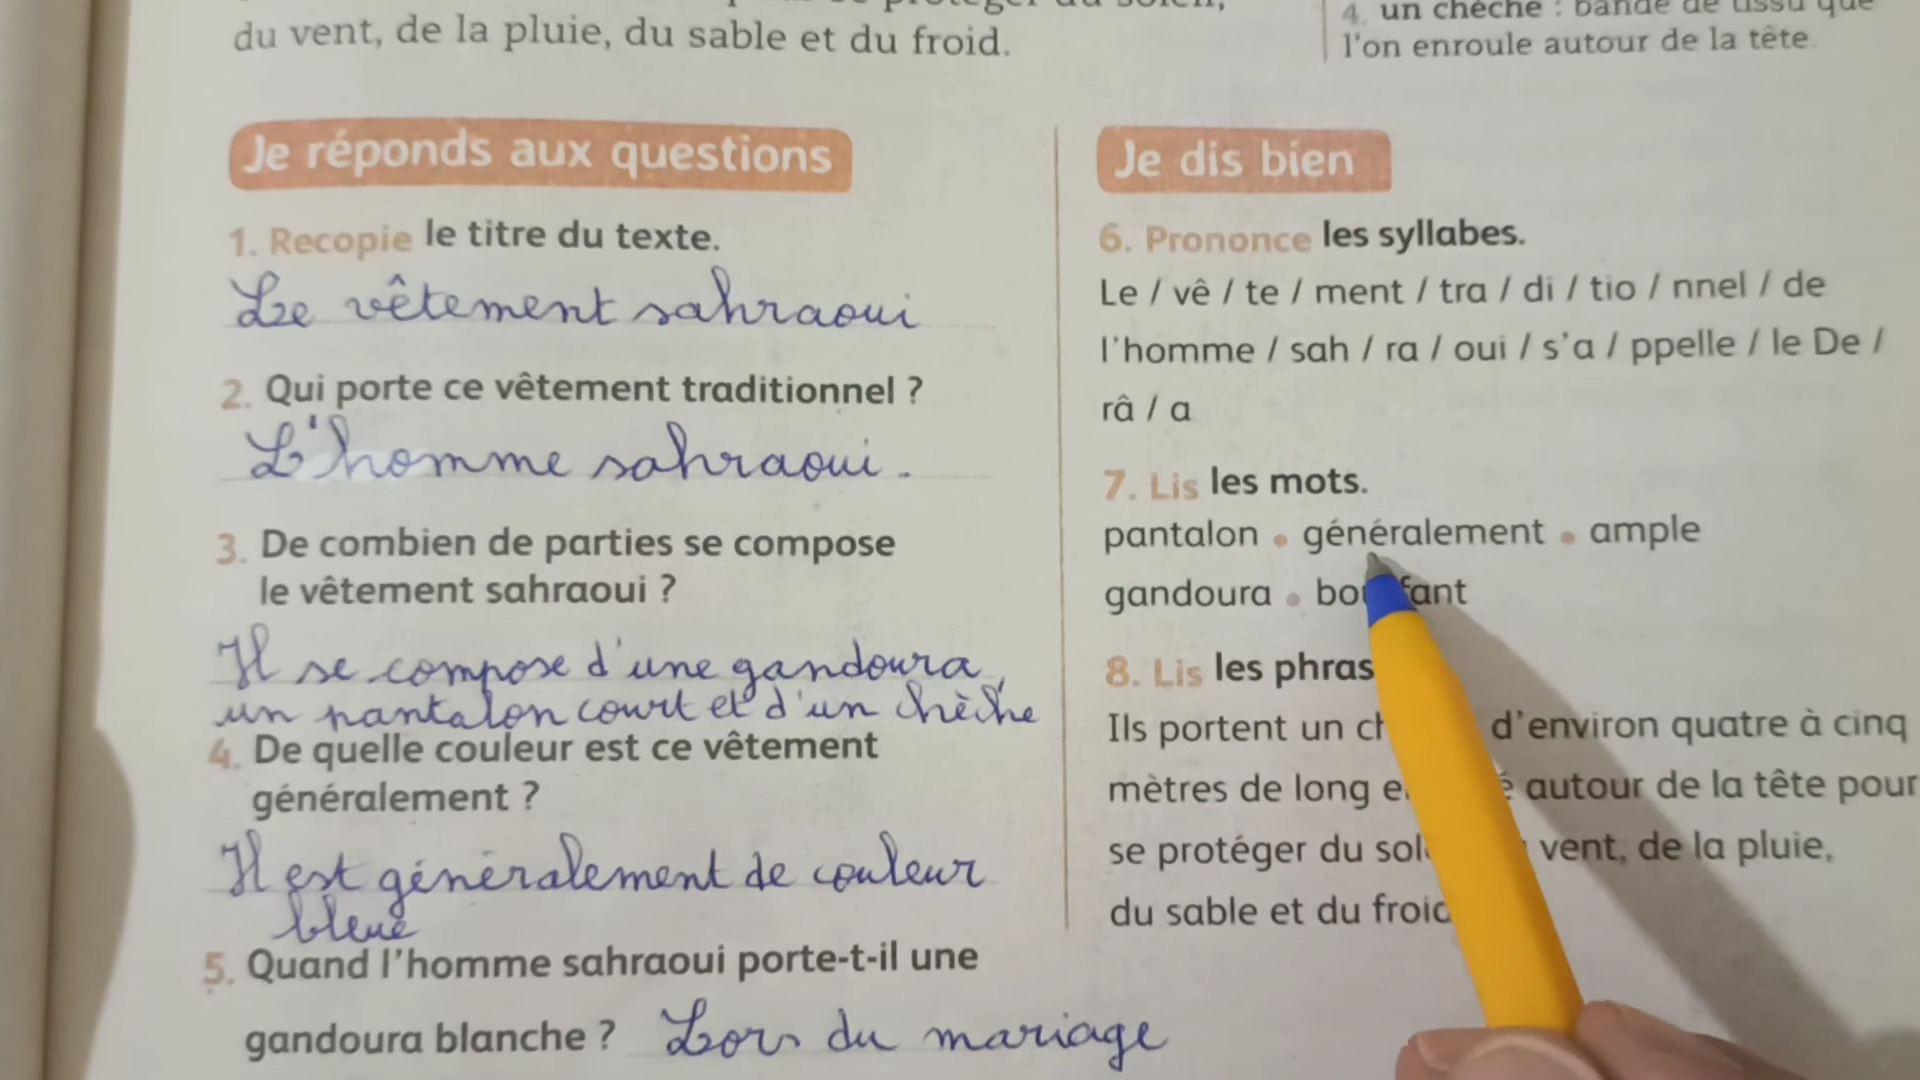 du vent, de la pluie, du sable et du froid.
4. un chèche : bande de tissu que
l'on enroule autour de la tête.
Je réponds aux questions
1. Recopie le titre du texte.
Le vêtement sahraoui
2. Qui porte ce vêtement traditionnel ?
L'homme sahraoui.
3. De combien de parties se compose
le vêtement sahraoui ?
Il se compose d'une gandoura,
un pantalon court et d'un chèche
4. De quelle couleur est ce vêtement
généralement ?
Il est généralement de couleur
bleue
5. Quand l'homme sahraoui porte-t-il une
gandoura blanche ? Lors du mariage
Je dis bien
6. Prononce les syllabes.
Le / vê / te / ment / tra / di / tio / nnel / de
l'homme / sah / ra / oui / s'a / ppelle / le De /
râ / a
7. Lis les mots.
pantalon • généralement • ample
gandoura •
8. Lis les
Ils portent un d'environ quatre à cinq
mètres de long autour de la tête pour
se protéger du vent, de la pluie,
du sable et du froid